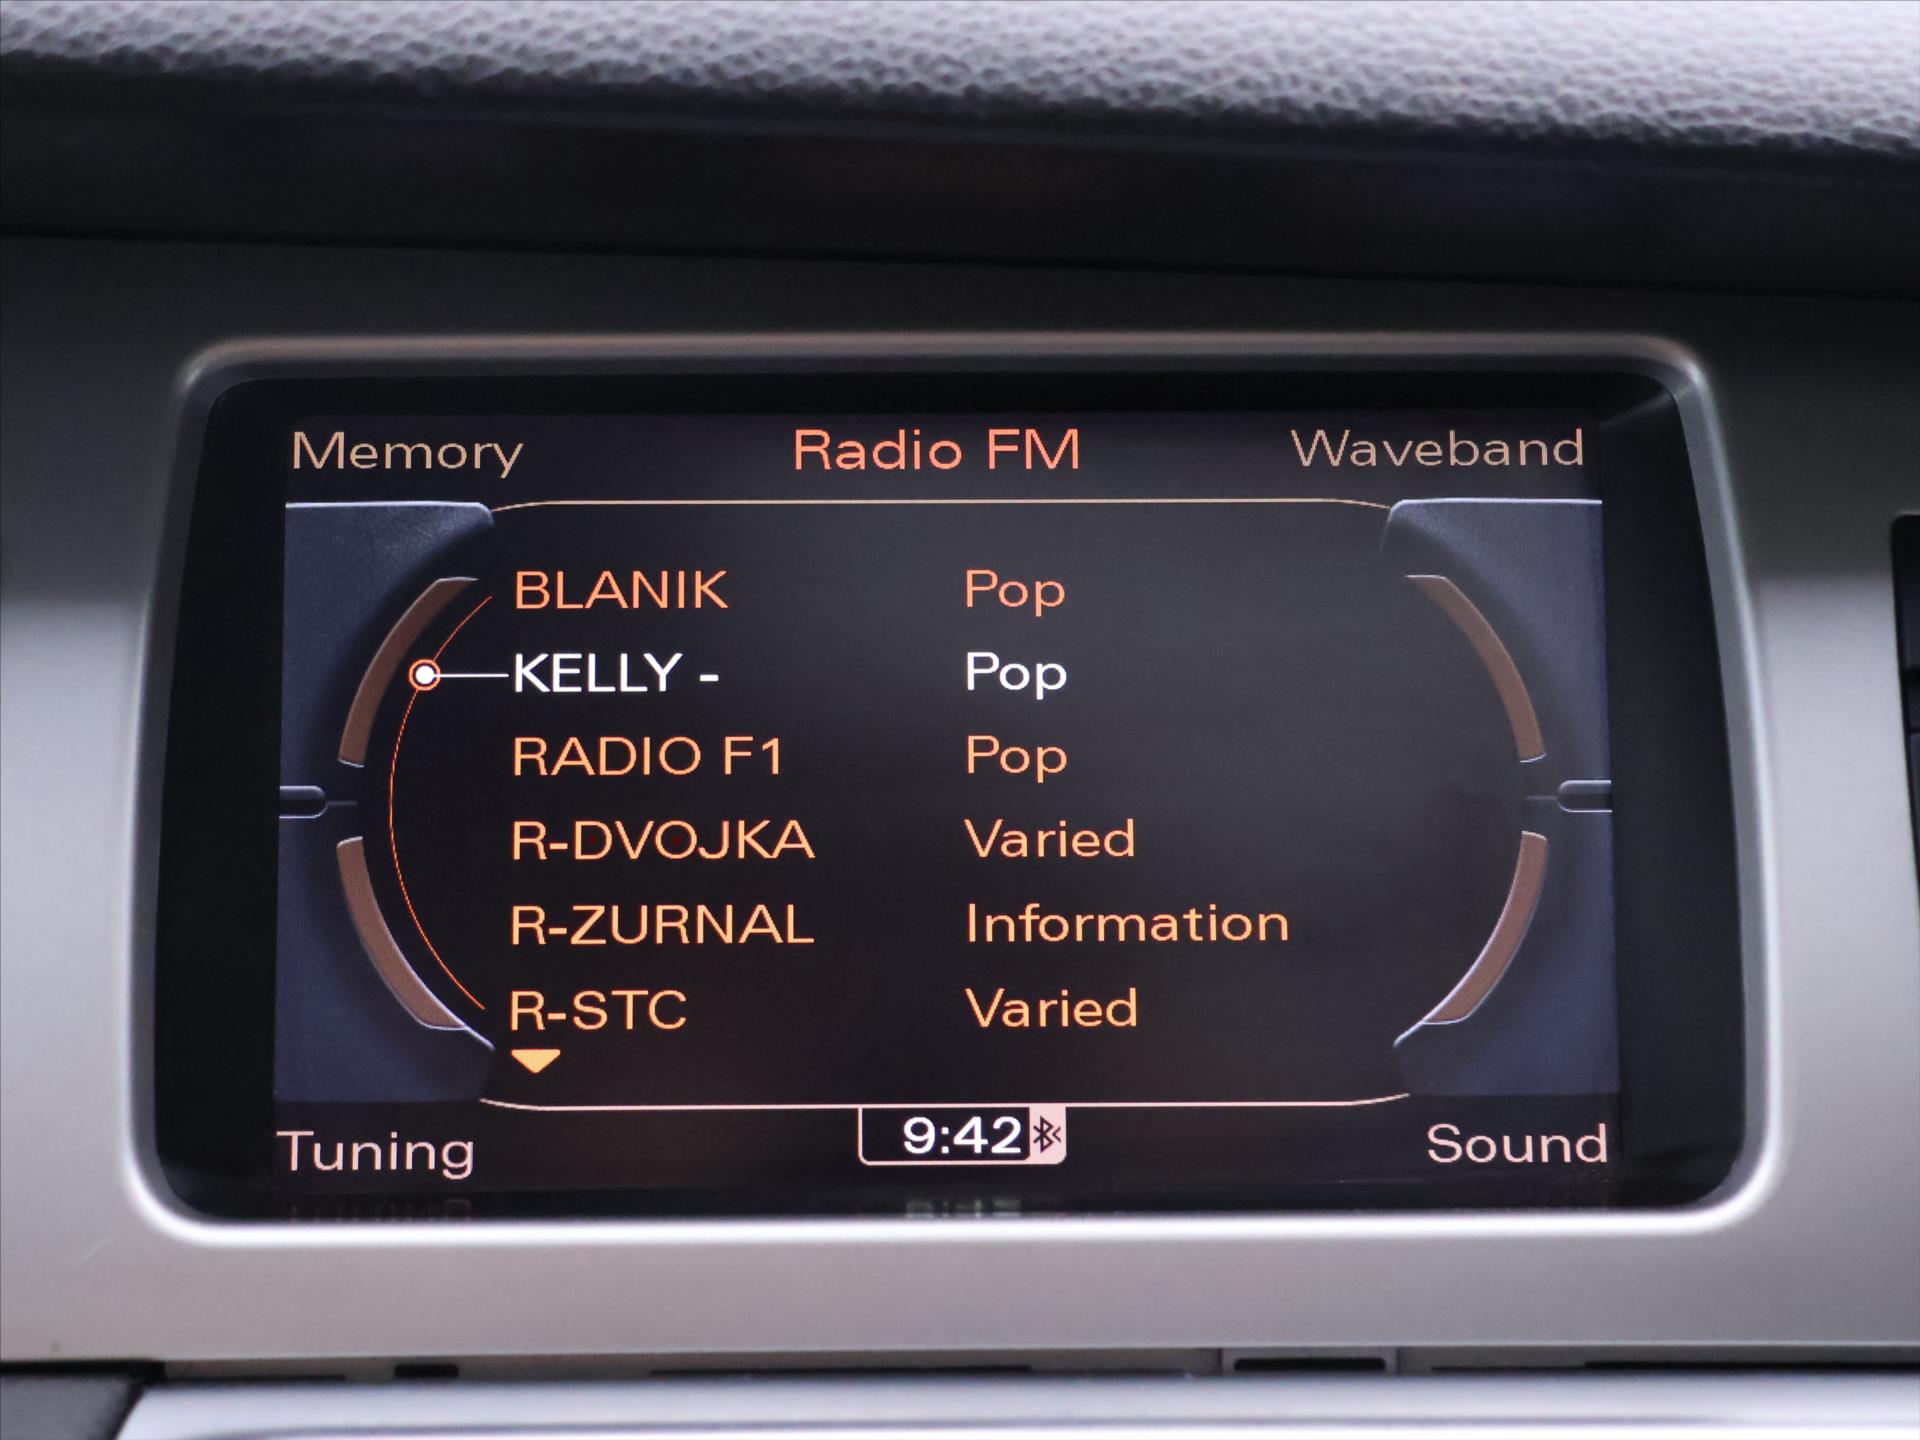 Memory Radio FM Waveband
BLANIK Pop
KELLY - Pop
RADIO F1 Pop
R-DVOJKA Varied
R-ZURNAL Information
R-STC Varied
Tuning 9:42 Sound